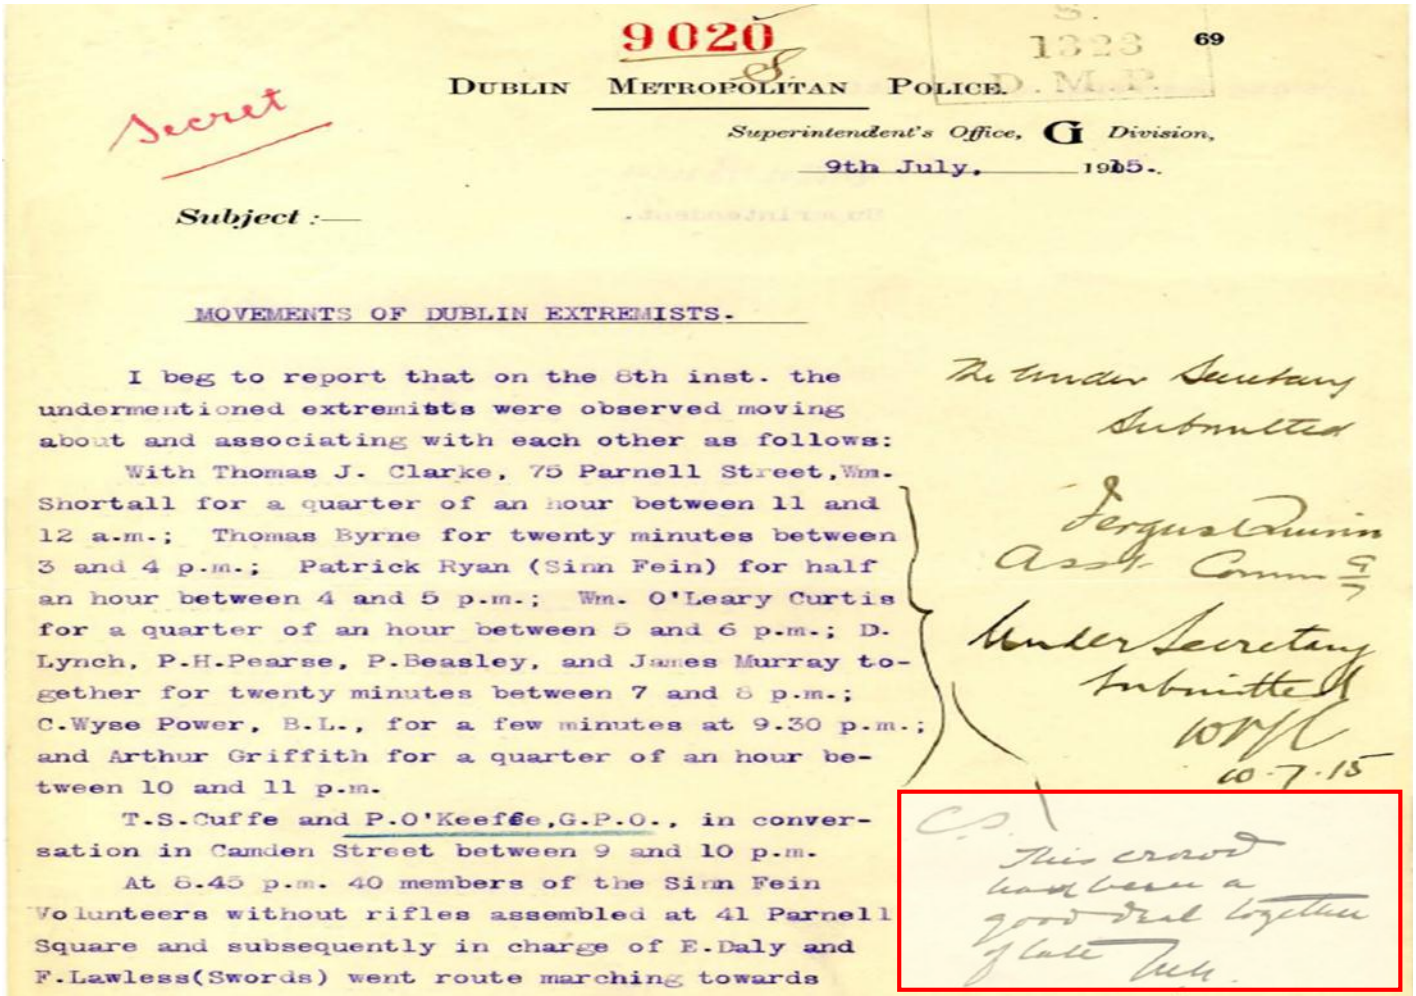 9020
S.
S.
1323
D.M.P.
69
Secret
DUBLIN METROPOLITAN POLICE.
Superintendent's Office, G Division,
9th July, 1915.
Subject :—
MOVEMENTS OF DUBLIN EXTREMISTS.
I beg to report that on the 8th inst. the
undermentioned extremists were observed moving
about and associating with each other as follows:
With Thomas J. Clarke, 75 Parnell Street,Wm.
Shortall for a quarter of an hour between 11 and
12 a.m.; Thomas Byrne for twenty minutes between
3 and 4 p.m.; Patrick Ryan (Sinn Fein) for half
an hour between 4 and 5 p.m.; Wm. O'Leary Curtis
for a quarter of an hour between 5 and 6 p.m.; D.
Lynch, P.H.Pearse, P.Beasley, and James Murray to-
gether for twenty minutes between 7 and 8 p.m.;
C.Wyse Power, B.L., for a few minutes at 9.30 p.m.;
and Arthur Griffith for a quarter of an hour be-
tween 10 and 11 p.m.
T.S.Cuffe and P.O'Keeffe,G.P.O., in conver-
sation in Camden Street between 9 and 10 p.m.
At 8.45 p.m. 40 members of the Sinn Fein
Volunteers without rifles assembled at 41 Parnell
Square and subsequently in charge of E.Daly and
F.Lawless(Swords) went route marching towards
The Under Secretary
Submitted
Fergus Quinn
Asst. Comm 9/7
Under Secretary
Submitted
10.7.15
C.S.
This crowd
have been a
good deal together
of late